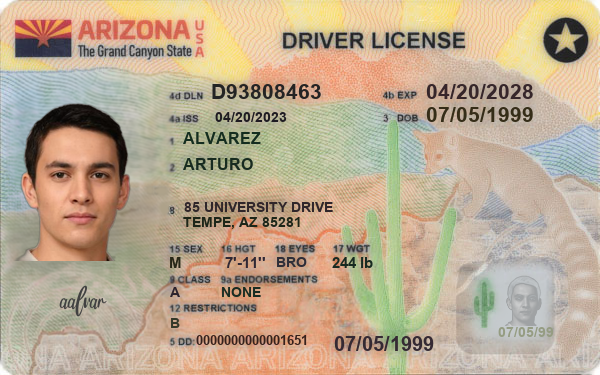 ARIZONA USA
The Grand Canyon State
DRIVER LICENSE
4d DLN D93808463
4b EXP 04/20/2028
4a ISS 04/20/2023
3 DOB 07/05/1999
1 ALVAREZ
2 ARTURO
8 85 UNIVERSITY DRIVE
TEMPE, AZ 85281
15 SEX 16 HGT 18 EYES 17 WGT
M 7'-11" BRO 244 lb
9 CLASS 9a ENDORSEMENTS
A NONE
12 RESTRICTIONS
B
5 DD: 0000000000001651
07/05/1999
07/05/99
aalvar
ARIZONA ARIZONA ARIZONA ARIZONA